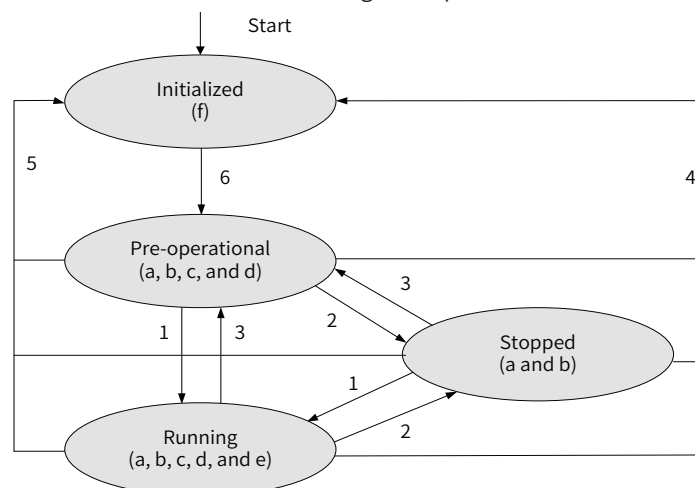 Start
Initialized
(f)
5
6
4
Pre-operational
(a, b, c, and d)
3
2
1
3
Stopped
(a and b)
1
2
Running
(a, b, c, d, and e)